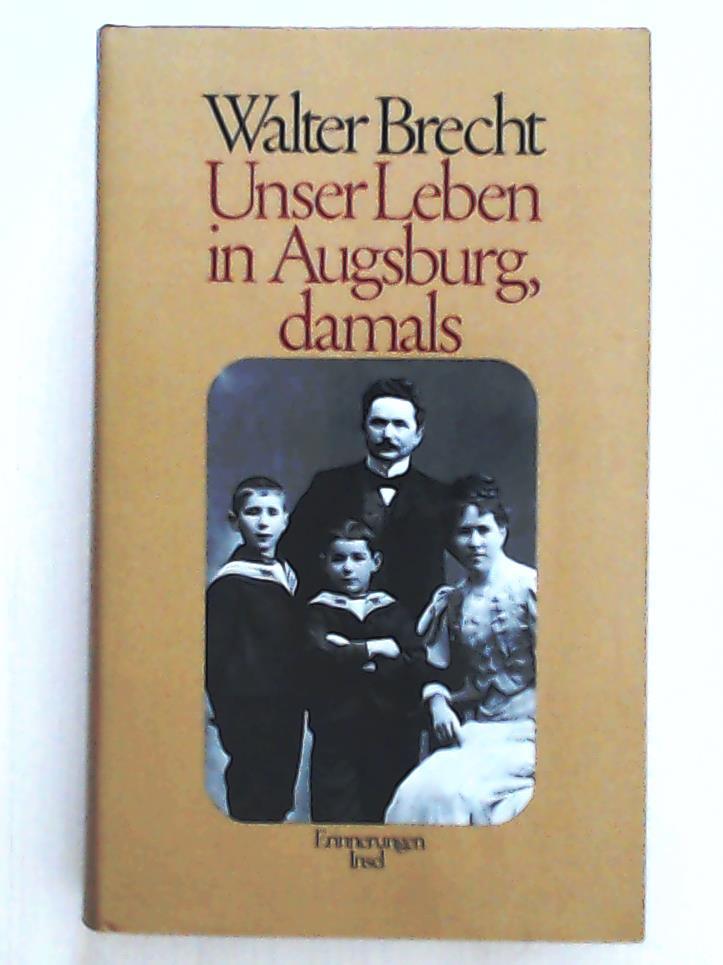 Walter Brecht
Unser Leben
in Augsburg,
damals
Erinnerungen
Insel